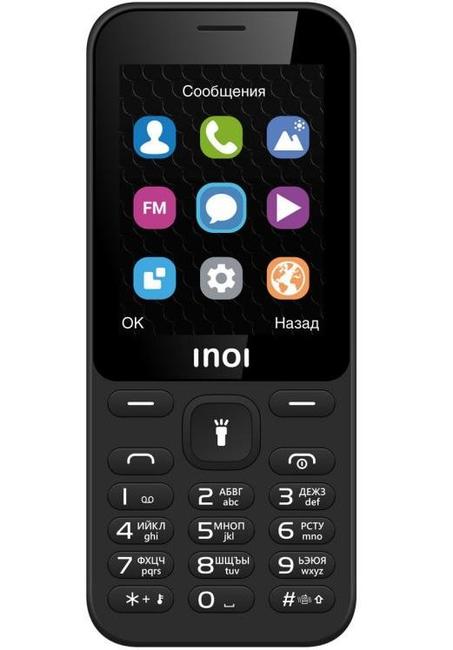 Сообщения
FM
OK
Назад
INOI
1
2 АБВГ
abc
3 ДЕЖЗ
def
4 ИЙКЛ
ghi
5 МНОП
jkl
6 РСТУ
mno
7 ФХЦЧ
pqrs
8 ШЩЪЫ
tuv
9 ЬЭЮЯ
wxyz
*+
0
#